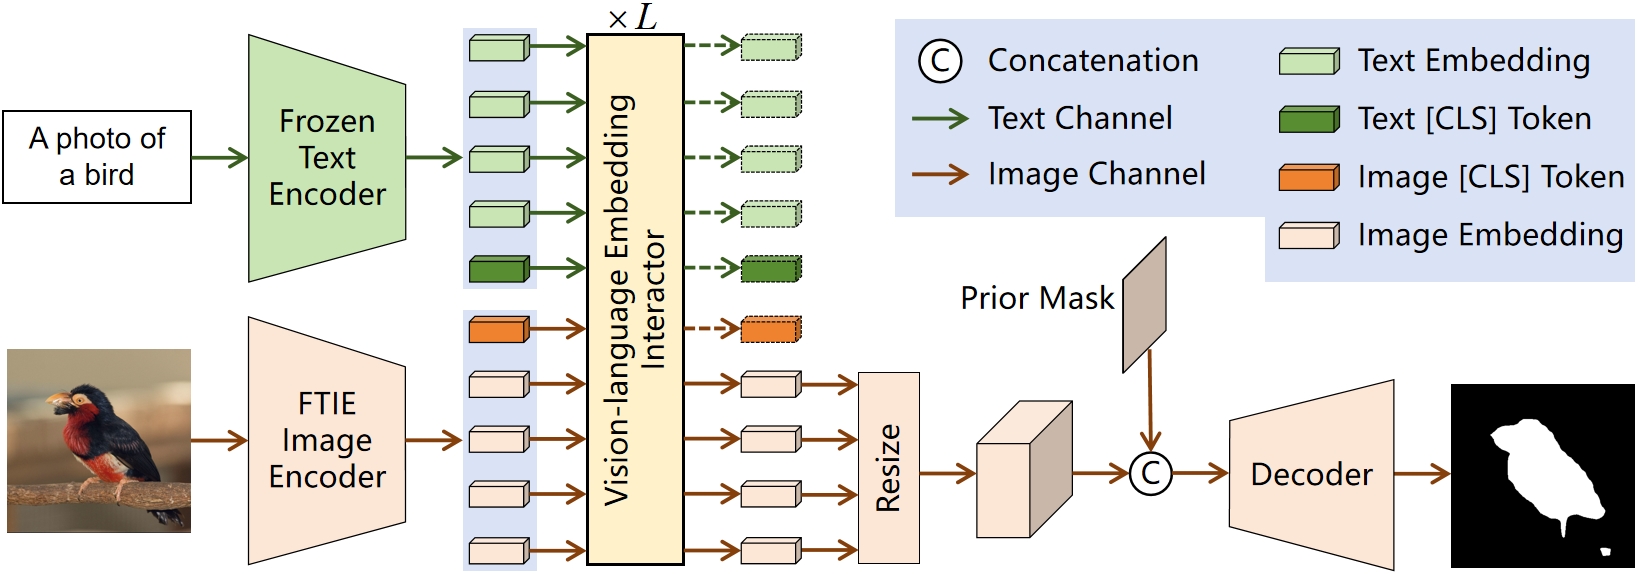 × L
A photo of
a bird
Frozen
Text
Encoder
FTIE
Image
Encoder
Vision-language Embedding
Interactor
Resize
Prior Mask
C
Decoder
C Concatenation
Text Channel
Image Channel
Text Embedding
Text [CLS] Token
Image [CLS] Token
Image Embedding